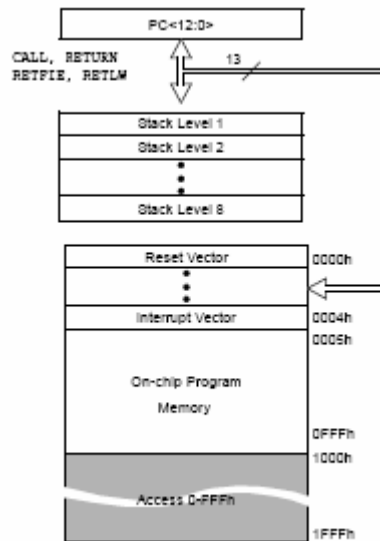 PC<12:0>
CALL, RETURN
RETFIE, RETLW
13
Stack Level 1
Stack Level 2
Stack Level 8
Reset Vector
0000h
Interrupt Vector
0004h
0005h
On-chip Program
Memory
0FFFh
1000h
Access 0-FFFh
1FFFh